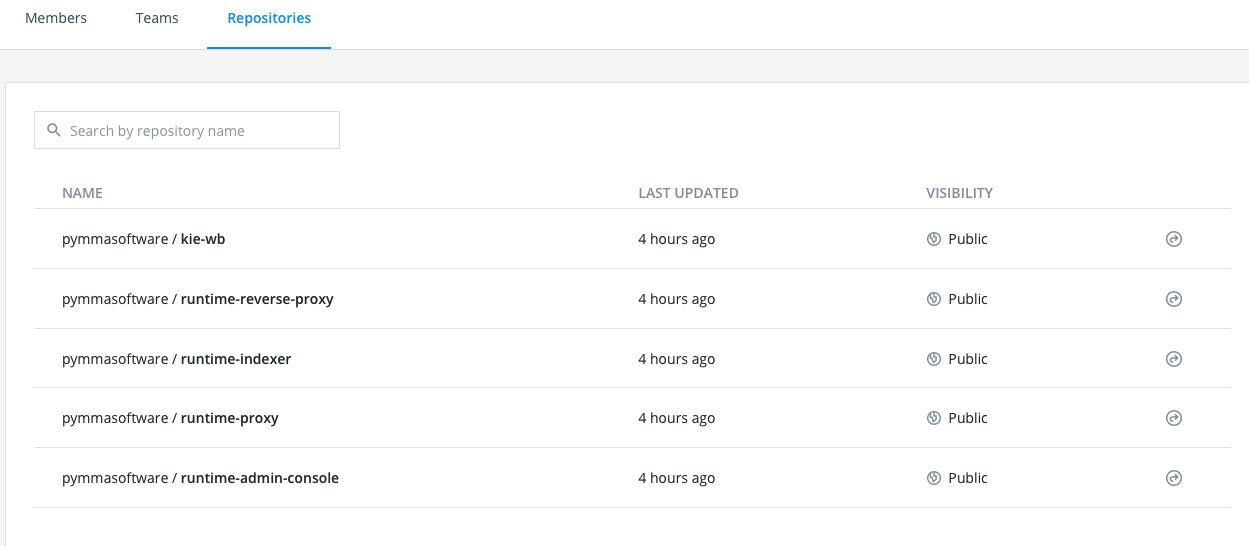 Members Teams Repositories
Search by repository name
NAME LAST UPDATED VISIBILITY
pymmasoftware / kie-wb 4 hours ago Public
pymmasoftware / runtime-reverse-proxy 4 hours ago Public
pymmasoftware / runtime-indexer 4 hours ago Public
pymmasoftware / runtime-proxy 4 hours ago Public
pymmasoftware / runtime-admin-console 4 hours ago Public